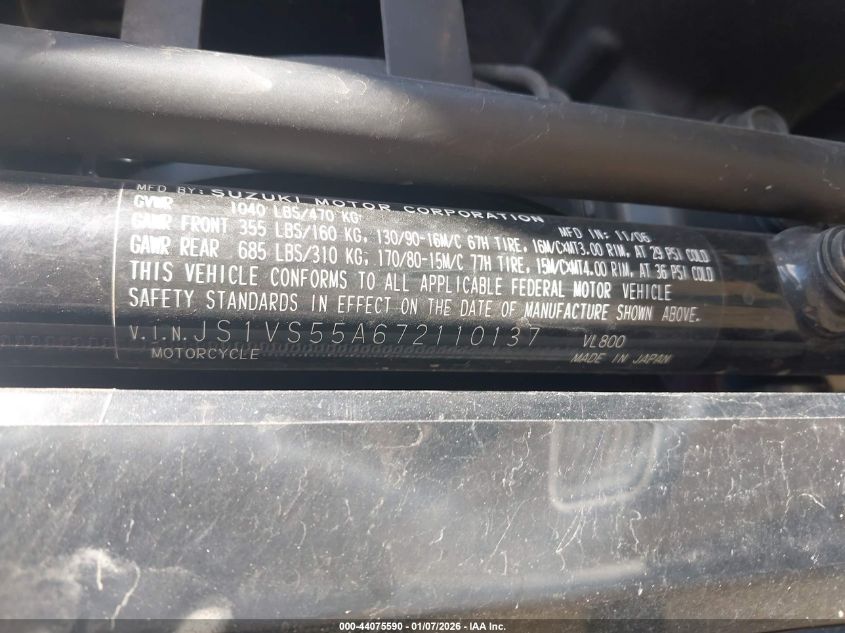 MFD BY: SUZUKI MOTOR CORPORATION
GVWR 1040 LBS/470 KG MFD IN: 11/06
GAWR FRONT 355 LBS/160 KG, 130/90-16M/C 67H TIRE, 16M/CXMT3.00 RIM, AT 29 PSI COLD
GAWR REAR 685 LBS/310 KG, 170/80-15M/C 77H TIRE, 15M/CXMT4.00 RIM, AT 36 PSI COLD
THIS VEHICLE CONFORMS TO ALL APPLICABLE FEDERAL MOTOR VEHICLE
SAFETY STANDARDS IN EFFECT ON THE DATE OF MANUFACTURE SHOWN ABOVE.
V.I.N. JS1VS55A672110137 VL800
MOTORCYCLE MADE IN JAPAN
000-44075590 - 01/07/2026 - IAA Inc.